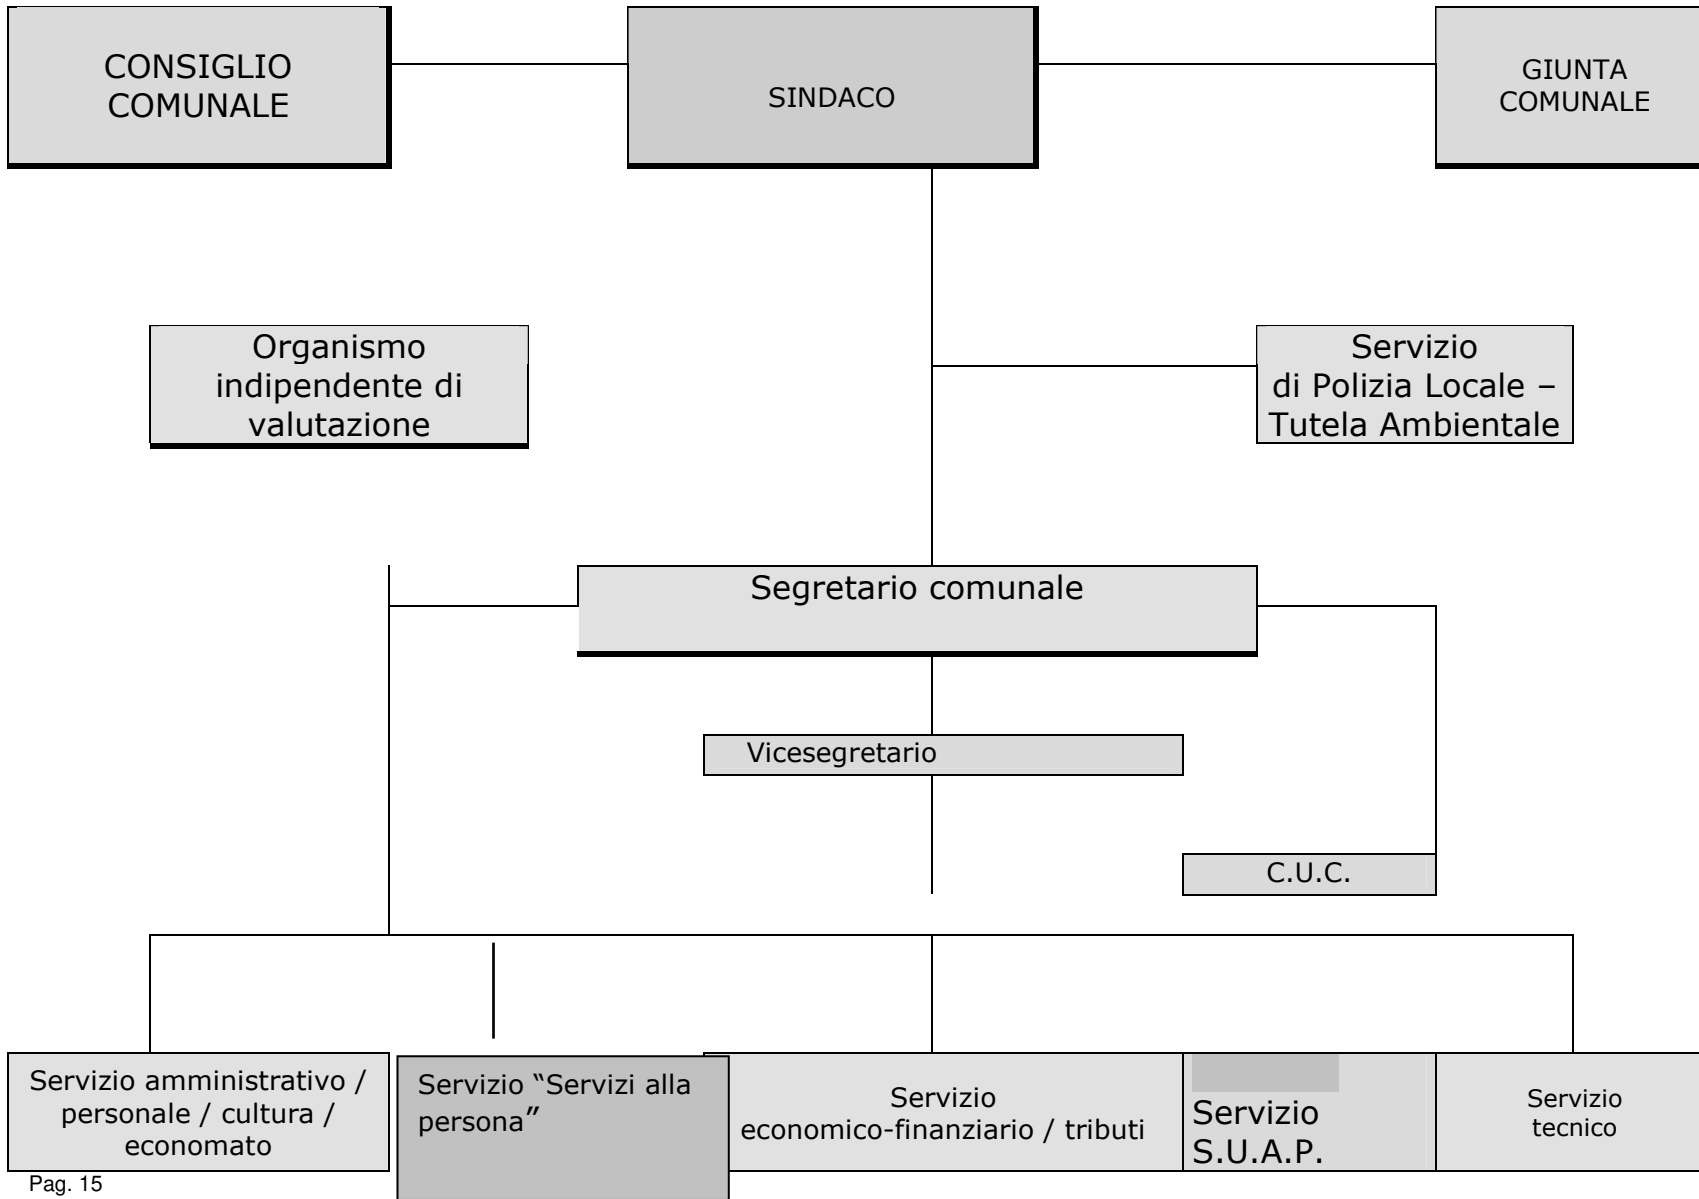 CONSIGLIO
COMUNALE
SINDACO
GIUNTA
COMUNALE
Organismo
indipendente di
valutazione
Servizio
di Polizia Locale –
Tutela Ambientale
Segretario comunale
Vicesegretario
C.U.C.
Servizio amministrativo /
personale / cultura /
economato
Servizio “Servizi alla
persona”
Servizio
economico-finanziario / tributi
Servizio
S.U.A.P.
Servizio
tecnico
Pag. 15